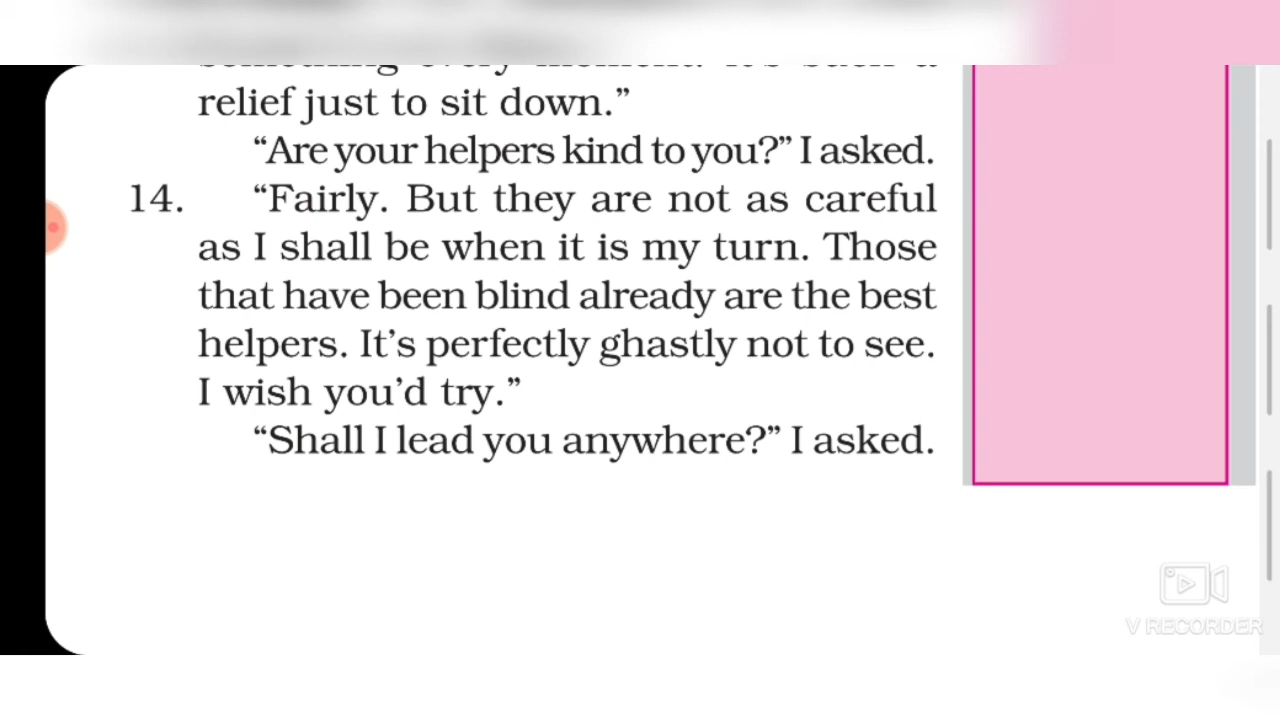 relief just to sit down.”
“Are your helpers kind to you?” I asked.
14. “Fairly. But they are not as careful
as I shall be when it is my turn. Those
that have been blind already are the best
helpers. It’s perfectly ghastly not to see.
I wish you’d try.”
“Shall I lead you anywhere?” I asked.
V RECORDER